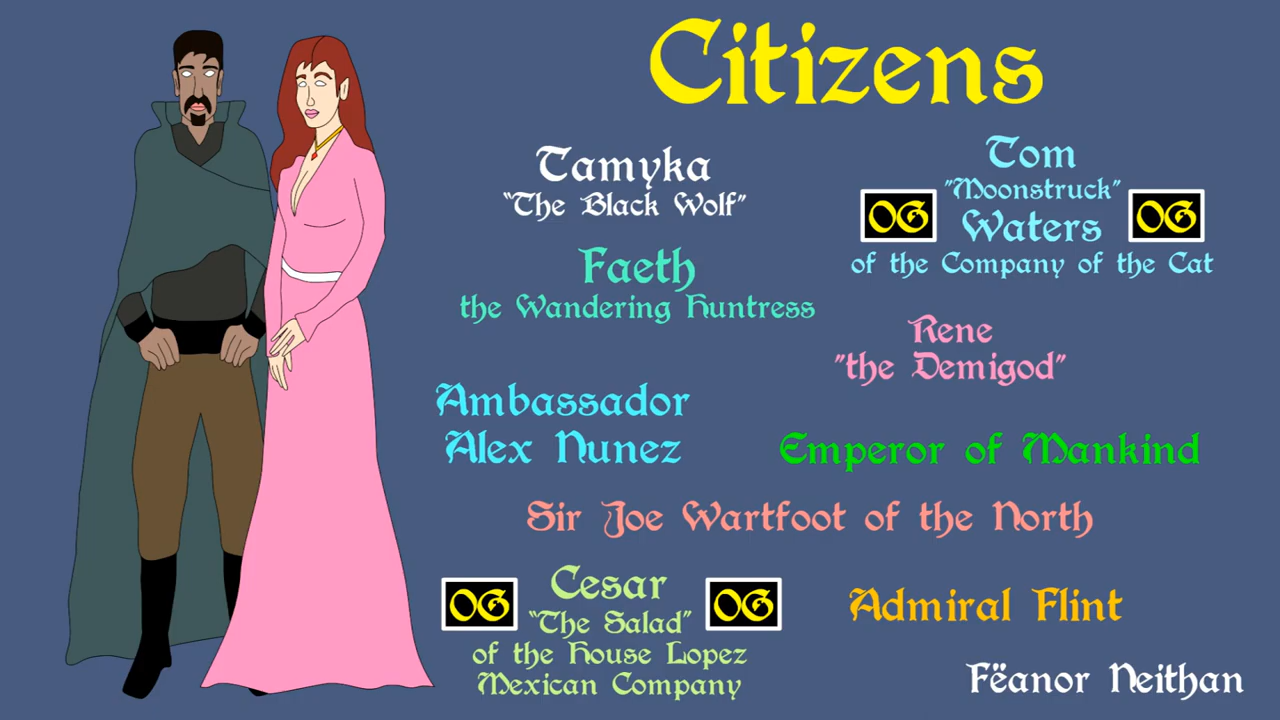 Citizens
Tamyka
"The Black Wolf"
Tom
"Moonstruck"
OG Waters OG
of the Company of the Cat
Faeth
the Wandering Huntress
Rene
"the Demigod"
Ambassador
Alex Nunez
Emperor of Mankind
Sir Joe Wartfoot of the North
Cesar
OG "The Salad" OG
of the House Lopez
Mexican Company
Admiral Flint
Fëanor Neithan